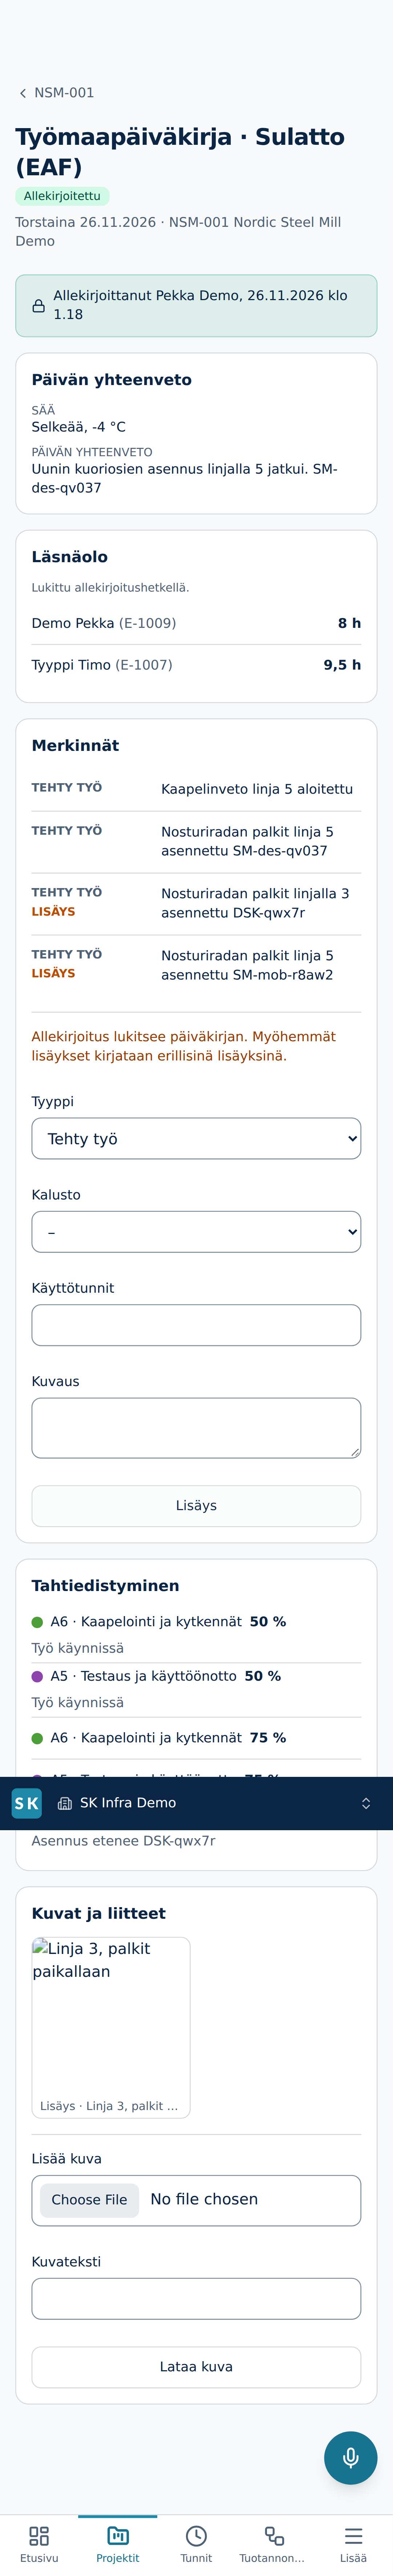 NSM-001
Työmaapäiväkirja · Sulatto
(EAF)
Allekirjoitettu
Torstaina 26.11.2026 · NSM-001 Nordic Steel Mill
Demo
Allekirjoittanut Pekka Demo, 26.11.2026 klo
1.18
Päivän yhteenveto
SÄÄ
Selkeää, -4 °C
PÄIVÄN YHTEENVETO
Uunin kuoriosien asennus linjalla 5 jatkui. SM-
des-qv037
Läsnäolo
Lukittu allekirjoitushetkellä.
Demo Pekka (E-1009) 8 h
Tyyppi Timo (E-1007) 9,5 h
Merkinnät
TEHTY TYÖ Kaapelinveto linja 5 aloitettu
TEHTY TYÖ Nosturiradan palkit linja 5
asennettu SM-des-qv037
TEHTY TYÖ Nosturiradan palkit linjalla 3
LISÄYS asennettu DSK-qwx7r
TEHTY TYÖ Nosturiradan palkit linja 5
LISÄYS asennettu SM-mob-r8aw2
Allekirjoitus lukitsee päiväkirjan. Myöhemmät
lisäykset kirjataan erillisinä lisäyksinä.
Tyyppi
Tehty työ
Kalusto
–
Käyttötunnit
Kuvaus
Lisäys
Tahtiedistyminen
A6 · Kaapelointi ja kytkennät 50 %
Työ käynnissä
A5 · Testaus ja käyttöönotto 50 %
Työ käynnissä
A6 · Kaapelointi ja kytkennät 75 %
SK SK Infra Demo
Asennus etenee DSK-qwx7r
Kuvat ja liitteet
Linja 3, palkit
paikallaan
Lisäys · Linja 3, palkit ...
Lisää kuva
Choose File No file chosen
Kuvateksti
Lataa kuva
Etusivu Projektit Tunnit Tuotannon... Lisää